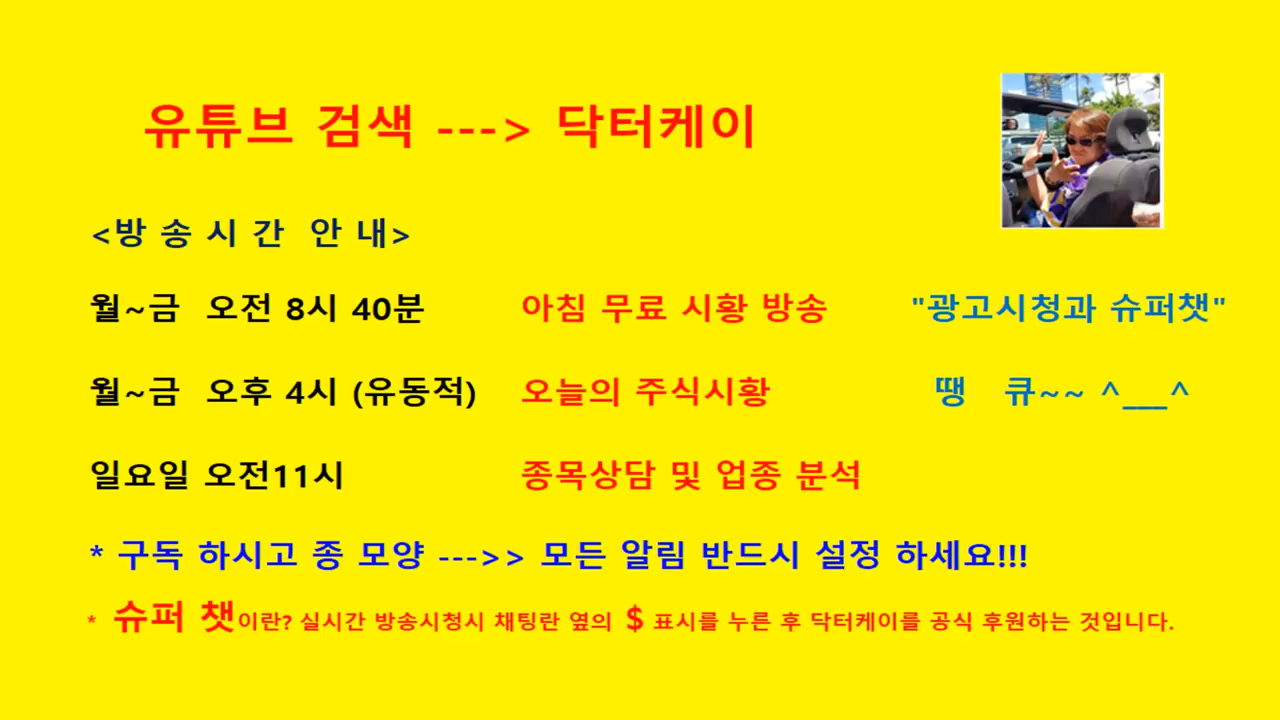 유튜브 검색 ---> 닥터케이
<방 송 시 간 안 내>
월~금 오전 8시 40분 아침 무료 시황 방송 "광고시청과 슈퍼챗"
월~금 오후 4시 (유동적) 오늘의 주식시황 땡 큐~~ ^___^
일요일 오전11시 종목상담 및 업종 분석
* 구독 하시고 종 모양 --->> 모든 알림 반드시 설정 하세요!!!
* 슈퍼 챗이란? 실시간 방송시청시 채팅란 옆의 $ 표시를 누른 후 닥터케이를 공식 후원하는 것입니다.